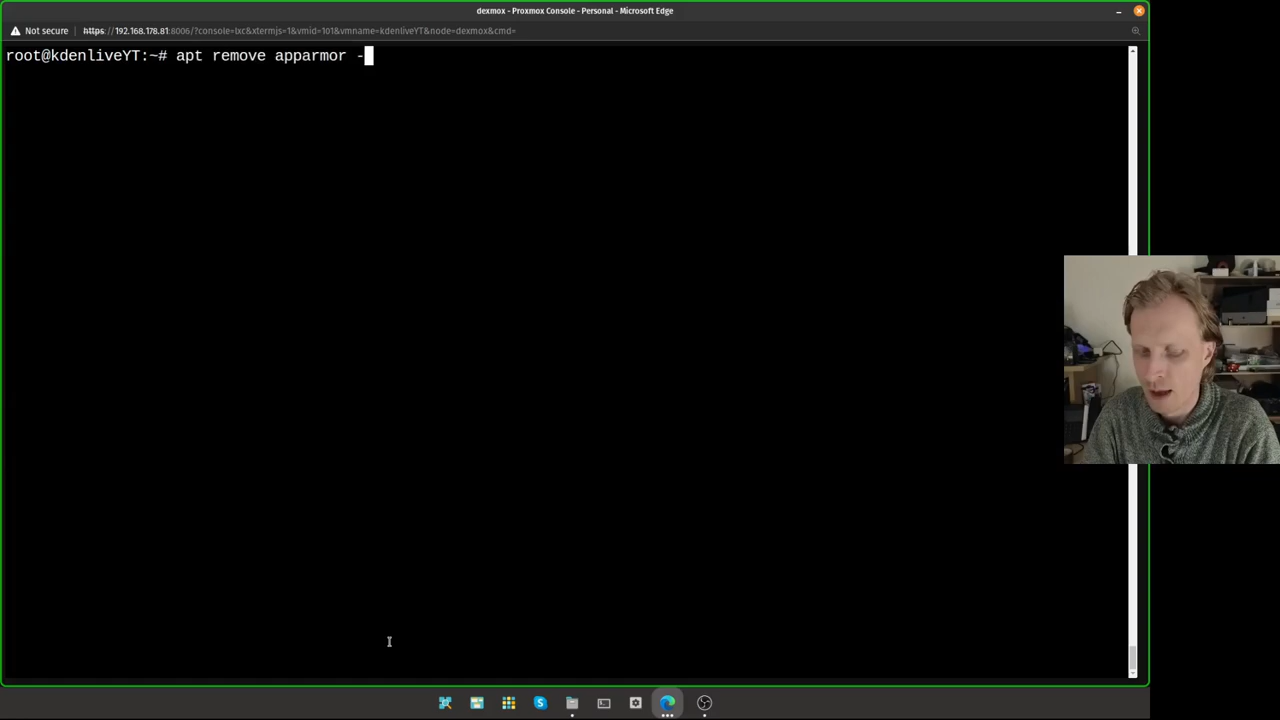 dexmox - Proxmox Console - Personal - Microsoft Edge
Not secure
https://192.168.178.81:8006/?console=lxc&xtermjs=1&vmid=101&vmname=kdenliveYT&node=dexmox&cmd=
root@kdenliveYT:~# apt remove apparmor -